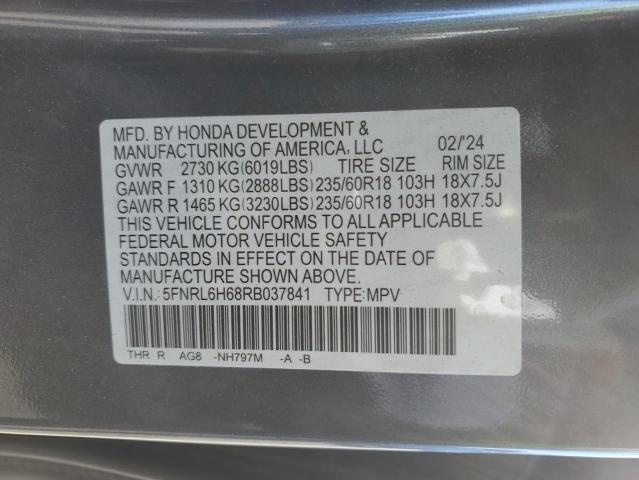 MFD. BY HONDA DEVELOPMENT &
MANUFACTURING OF AMERICA, LLC 02/'24
GVWR 2730 KG(6019LBS) TIRE SIZE RIM SIZE
GAWR F 1310 KG(2888LBS) 235/60R18 103H 18X7.5J
GAWR R 1465 KG(3230LBS) 235/60R18 103H 18X7.5J
THIS VEHICLE CONFORMS TO ALL APPLICABLE
FEDERAL MOTOR VEHICLE SAFETY
STANDARDS IN EFFECT ON THE DATE OF
MANUFACTURE SHOWN ABOVE.
V.I.N.: 5FNRL6H68RB037841 TYPE:MPV
THR R AG8 -NH797M -A -B